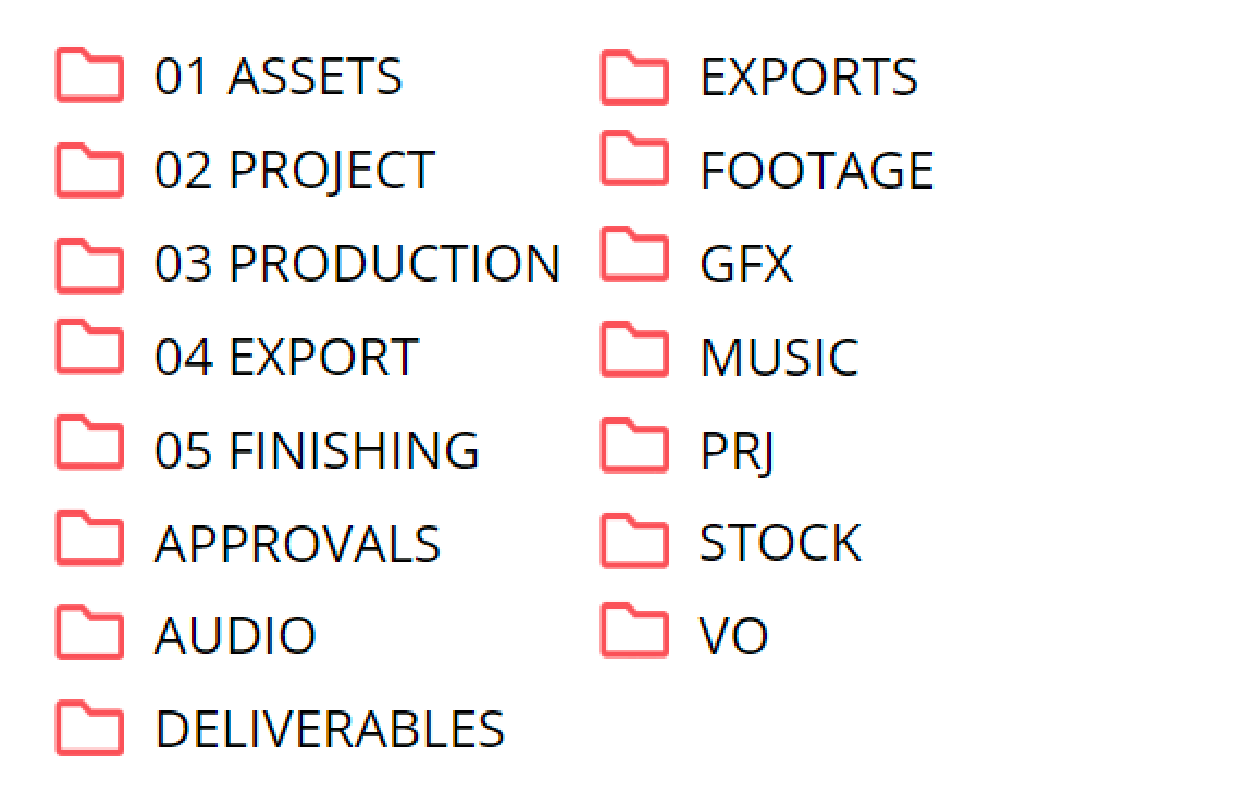 01 ASSETS
02 PROJECT
03 PRODUCTION
04 EXPORT
05 FINISHING
APPROVALS
AUDIO
DELIVERABLES
EXPORTS
FOOTAGE
GFX
MUSIC
PRJ
STOCK
VO